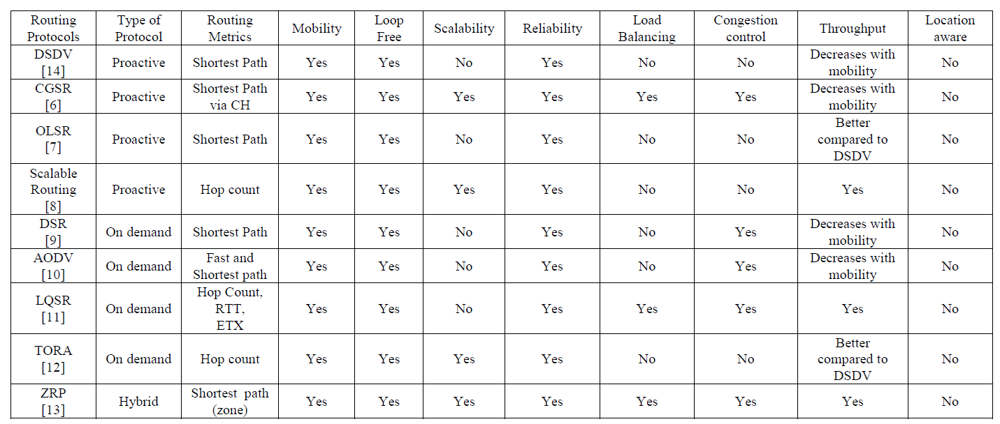 Routing Protocols | Type of Protocol | Routing Metrics | Mobility | Loop Free | Scalability | Reliability | Load Balancing | Congestion control | Throughput | Location aware
DSDV [14] | Proactive | Shortest Path | Yes | Yes | No | Yes | No | No | Decreases with mobility | No
CGSR [6] | Proactive | Shortest Path via CH | Yes | Yes | Yes | Yes | Yes | Yes | Decreases with mobility | No
OLSR [7] | Proactive | Shortest Path | Yes | Yes | No | Yes | No | No | Better compared to DSDV | No
Scalable Routing [8] | Proactive | Hop count | Yes | Yes | Yes | Yes | No | No | Yes | No
DSR [9] | On demand | Shortest Path | Yes | Yes | No | Yes | No | Yes | Decreases with mobility | No
AODV [10] | On demand | Fast and Shortest path | Yes | Yes | No | Yes | No | Yes | Decreases with mobility | No
LQSR [11] | On demand | Hop Count, RTT, ETX | Yes | Yes | No | Yes | Yes | Yes | Yes | No
TORA [12] | On demand | Hop count | Yes | Yes | Yes | Yes | No | No | Better compared to DSDV | No
ZRP [13] | Hybrid | Shortest path (zone) | Yes | Yes | Yes | Yes | Yes | Yes | Yes | No